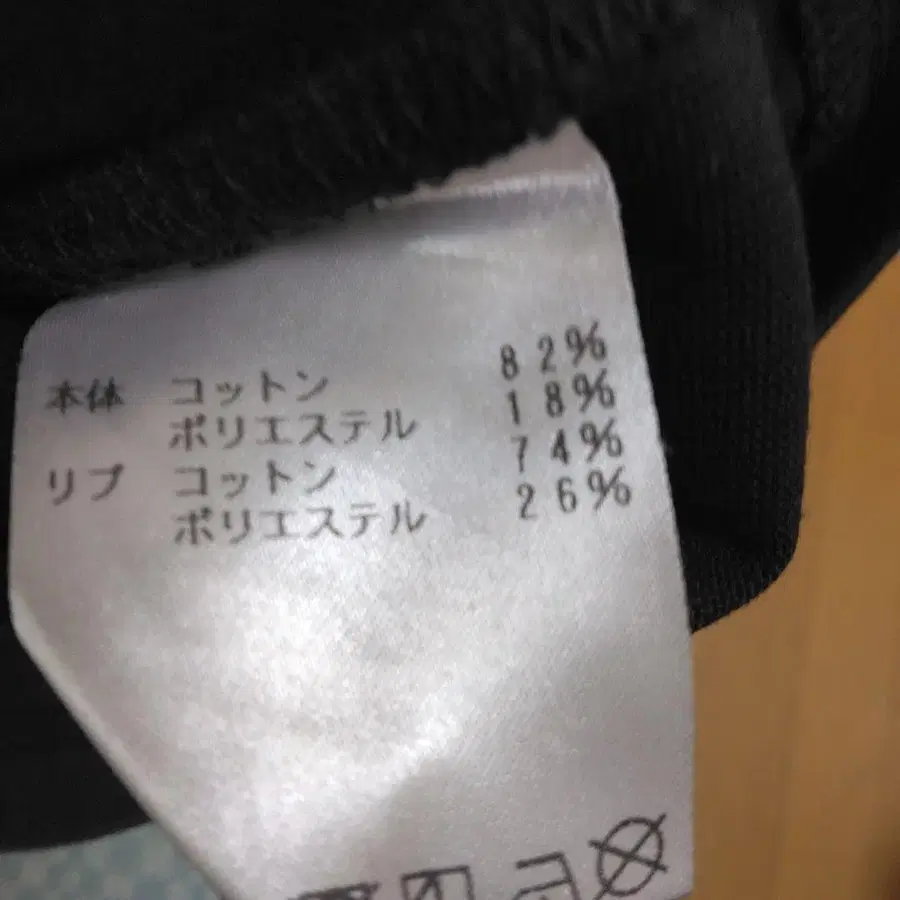 本体 コットン 82%
ポリエステル 18%
リブ コットン 74%
ポリエステル 26%